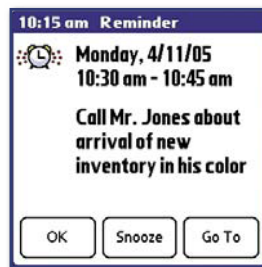 10:15 am Reminder
Monday, 4/11/05
10:30 am - 10:45 am
Call Mr. Jones about
arrival of new
inventory in his color
OK Snooze Go To